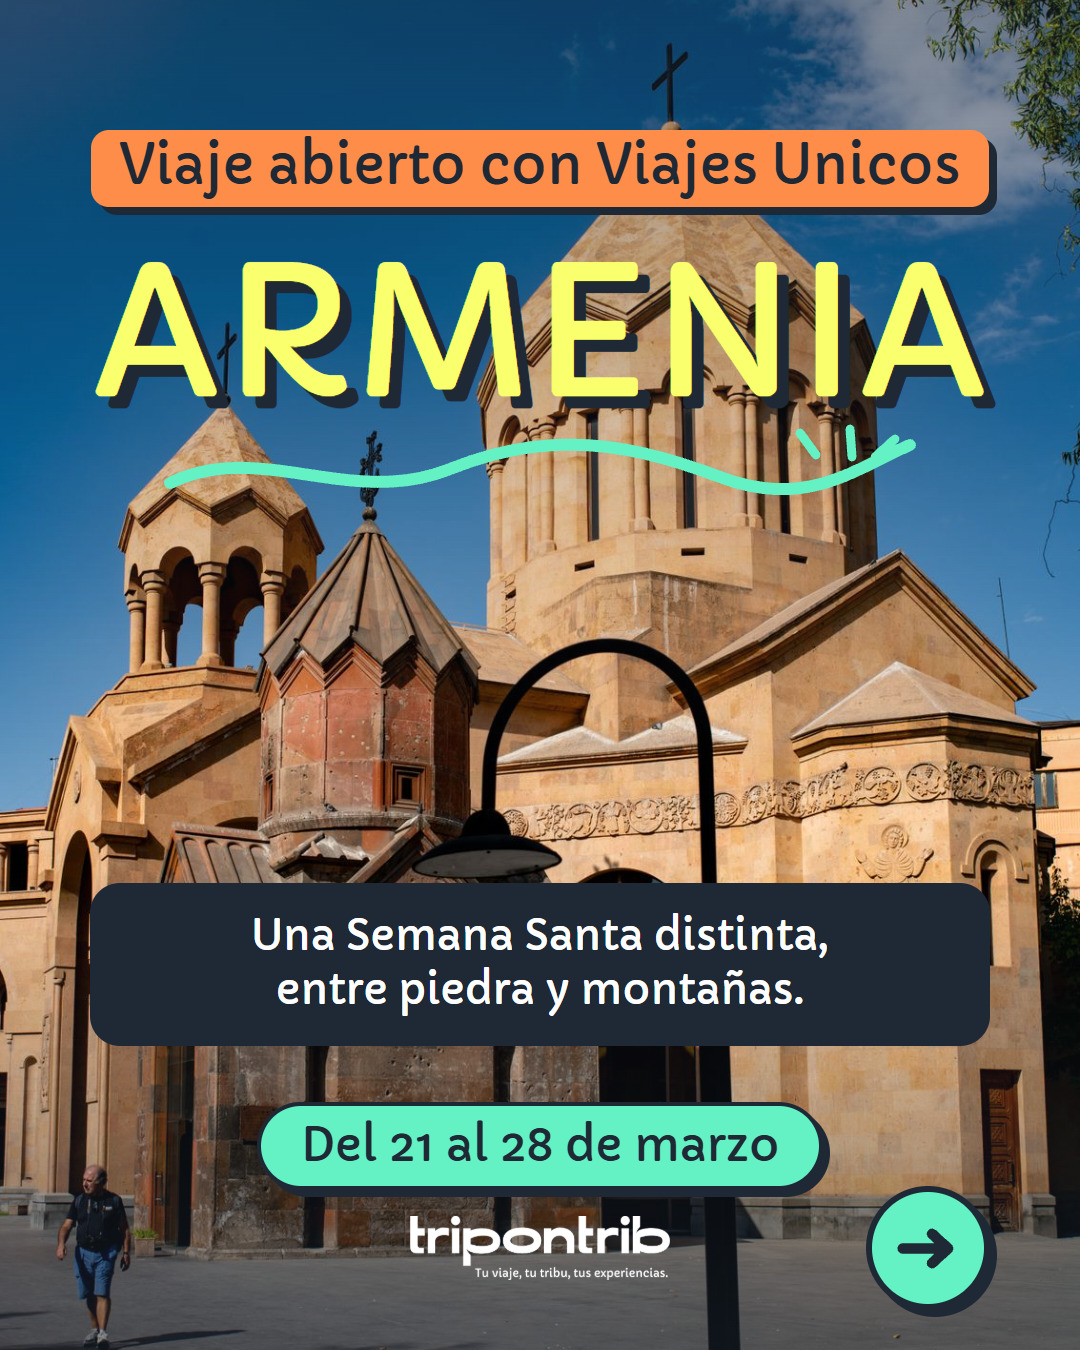 Viaje abierto con Viajes Unicos
ARMENIA
Una Semana Santa distinta,
entre piedra y montañas.
Del 21 al 28 de marzo
tripontrib
Tu viaje, tu tribu, tus experiencias.